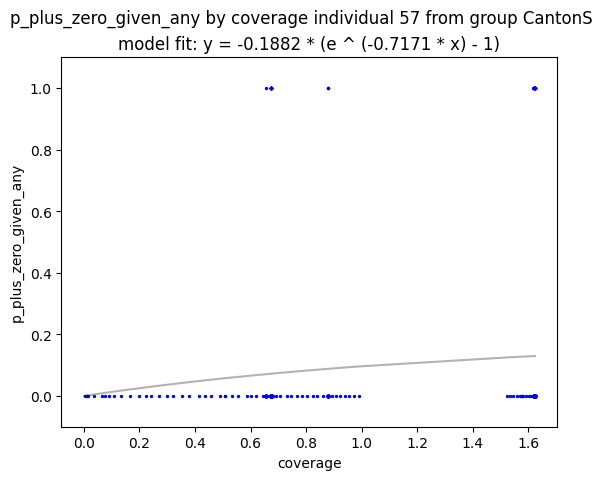 p_plus_zero_given_any by coverage individual 57 from group CantonS
model fit: y = -0.1882 * (e ^ (-0.7171 * x) - 1)
1.0
0.8
0.6
0.4
0.2
0.0
p_plus_zero_given_any
0.0 0.2 0.4 0.6 0.8 1.0 1.2 1.4 1.6
coverage